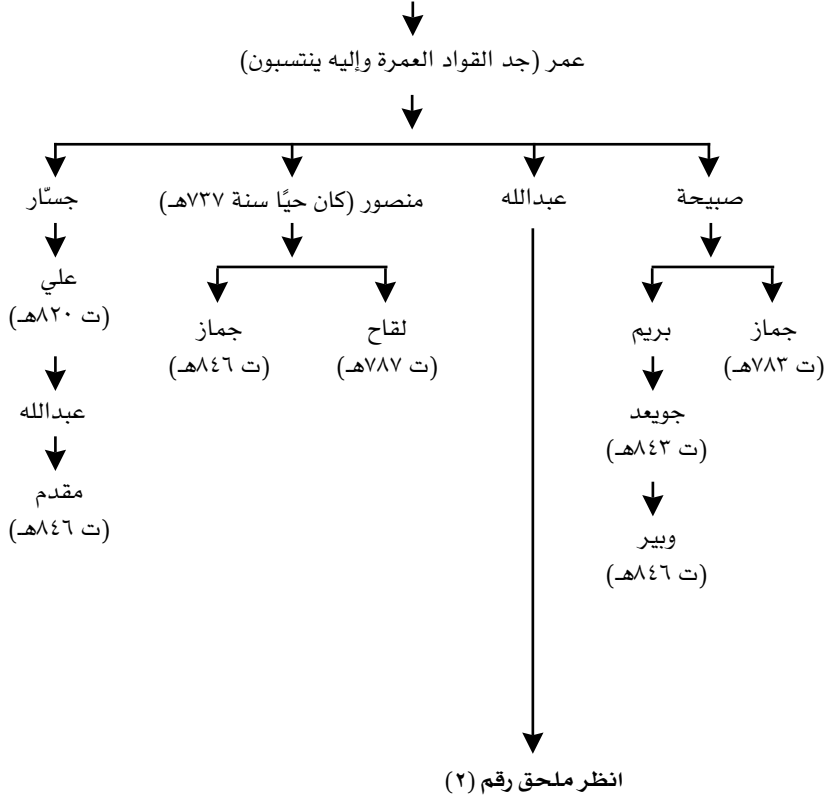 عمر (جد القواد العمرة وإليه ينتسبون)
صبيحة
عبدالله
منصور (كان حيًا سنة ٧٣٧هـ)
جسّار
جماز
(ت ٧٨٣هـ)
بريم
جويعد
(ت ٨٤٣هـ)
وبير
(ت ٨٤٦هـ)
لقاح
(ت ٧٨٧هـ)
جماز
(ت ٨٤٦هـ)
علي
(ت ٨٢٠هـ)
عبدالله
مقدم
(ت ٨٤٦هـ)
انظر ملحق رقم (٢)